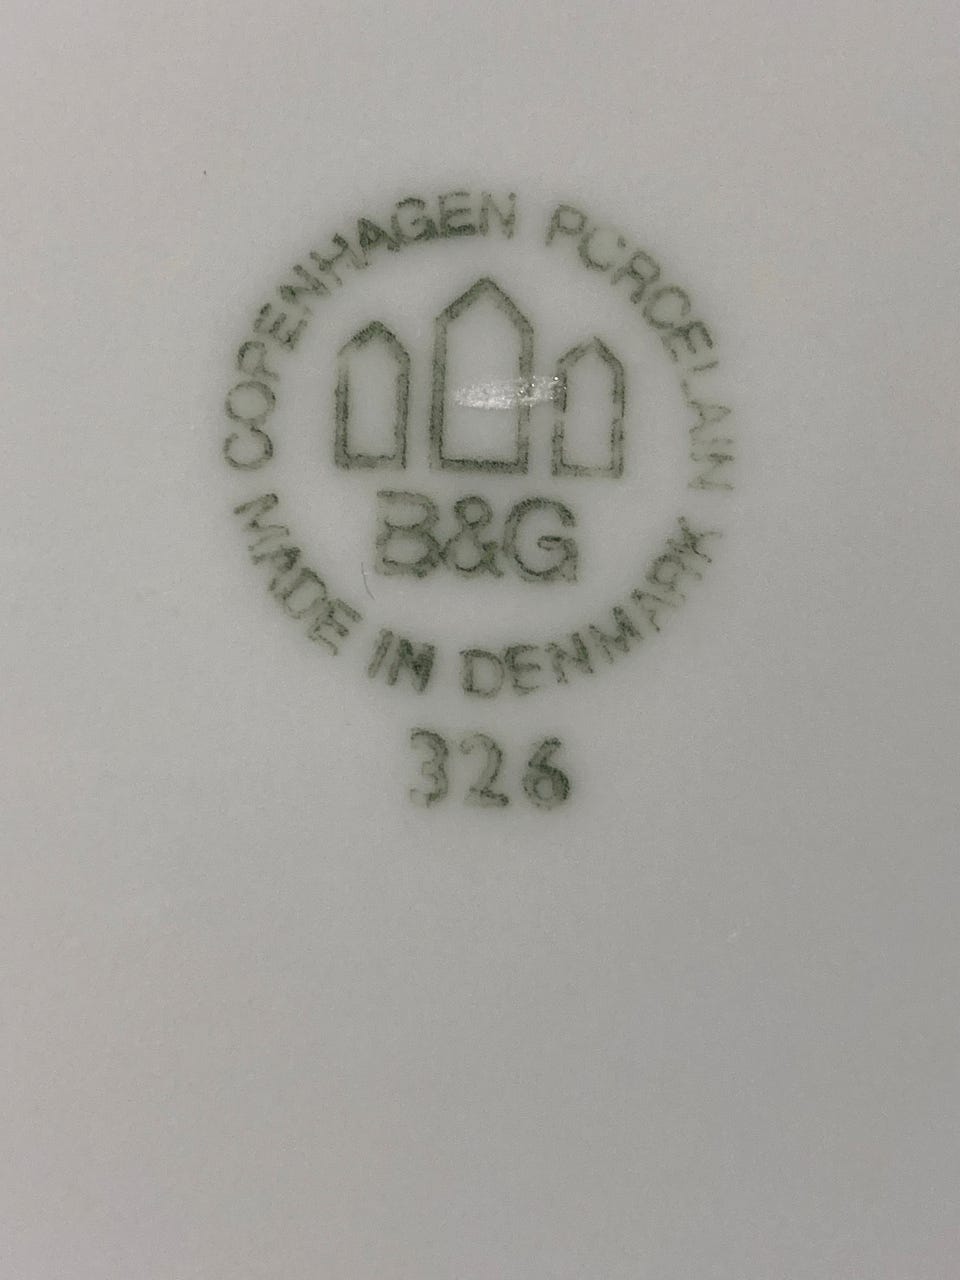 COPENHAGEN PORCELAIN
B&G
MADE IN DENMARK
326